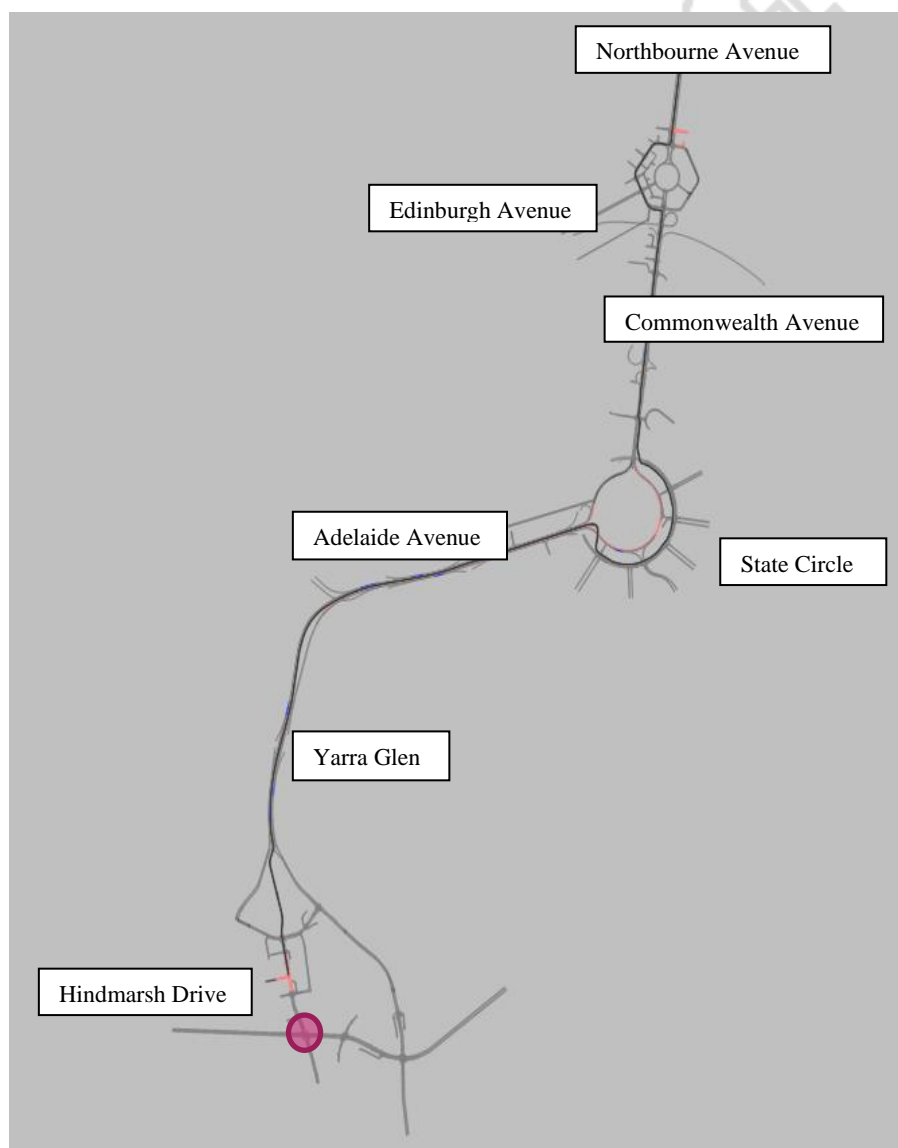 Northbourne Avenue
Edinburgh Avenue
Commonwealth Avenue
Adelaide Avenue
State Circle
Yarra Glen
Hindmarsh Drive